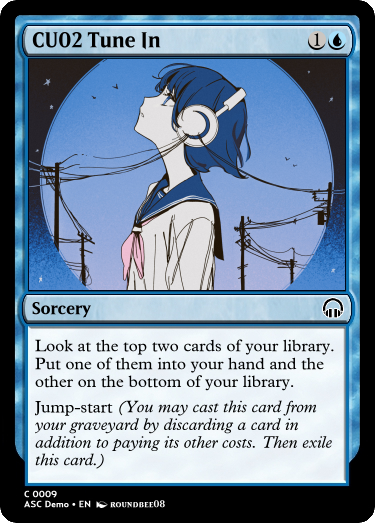 CU02 Tune In
1
Sorcery
Look at the top two cards of your library.
Put one of them into your hand and the
other on the bottom of your library.
Jump-start (You may cast this card from
your graveyard by discarding a card in
addition to paying its other costs. Then exile
this card.)
C 0009
ASC Demo • EN ROUNDBEE08